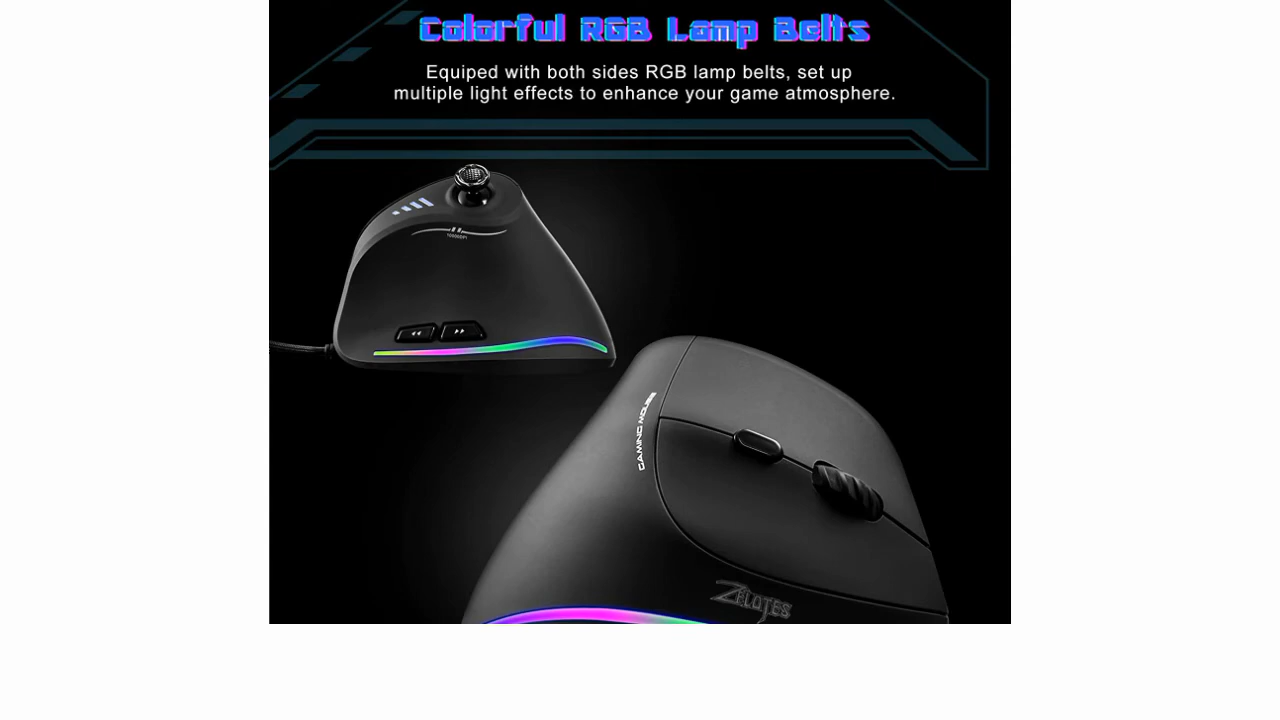 Colorful RGB Lamp Belts
Equiped with both sides RGB lamp belts, set up
multiple light effects to enhance your game atmosphere.
10000DPI
GAMING MOUSE
ZELOTES